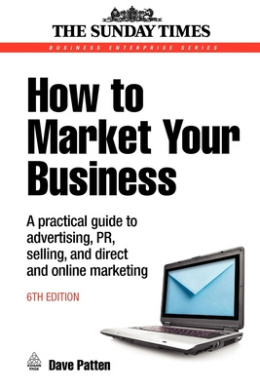 THE SUNDAY TIMES
BUSINESS ENTERPRISE SERIES
How to
Market Your
Business
A practical guide to
advertising, PR,
selling, and direct
and online marketing
6TH EDITION
Dave Patten